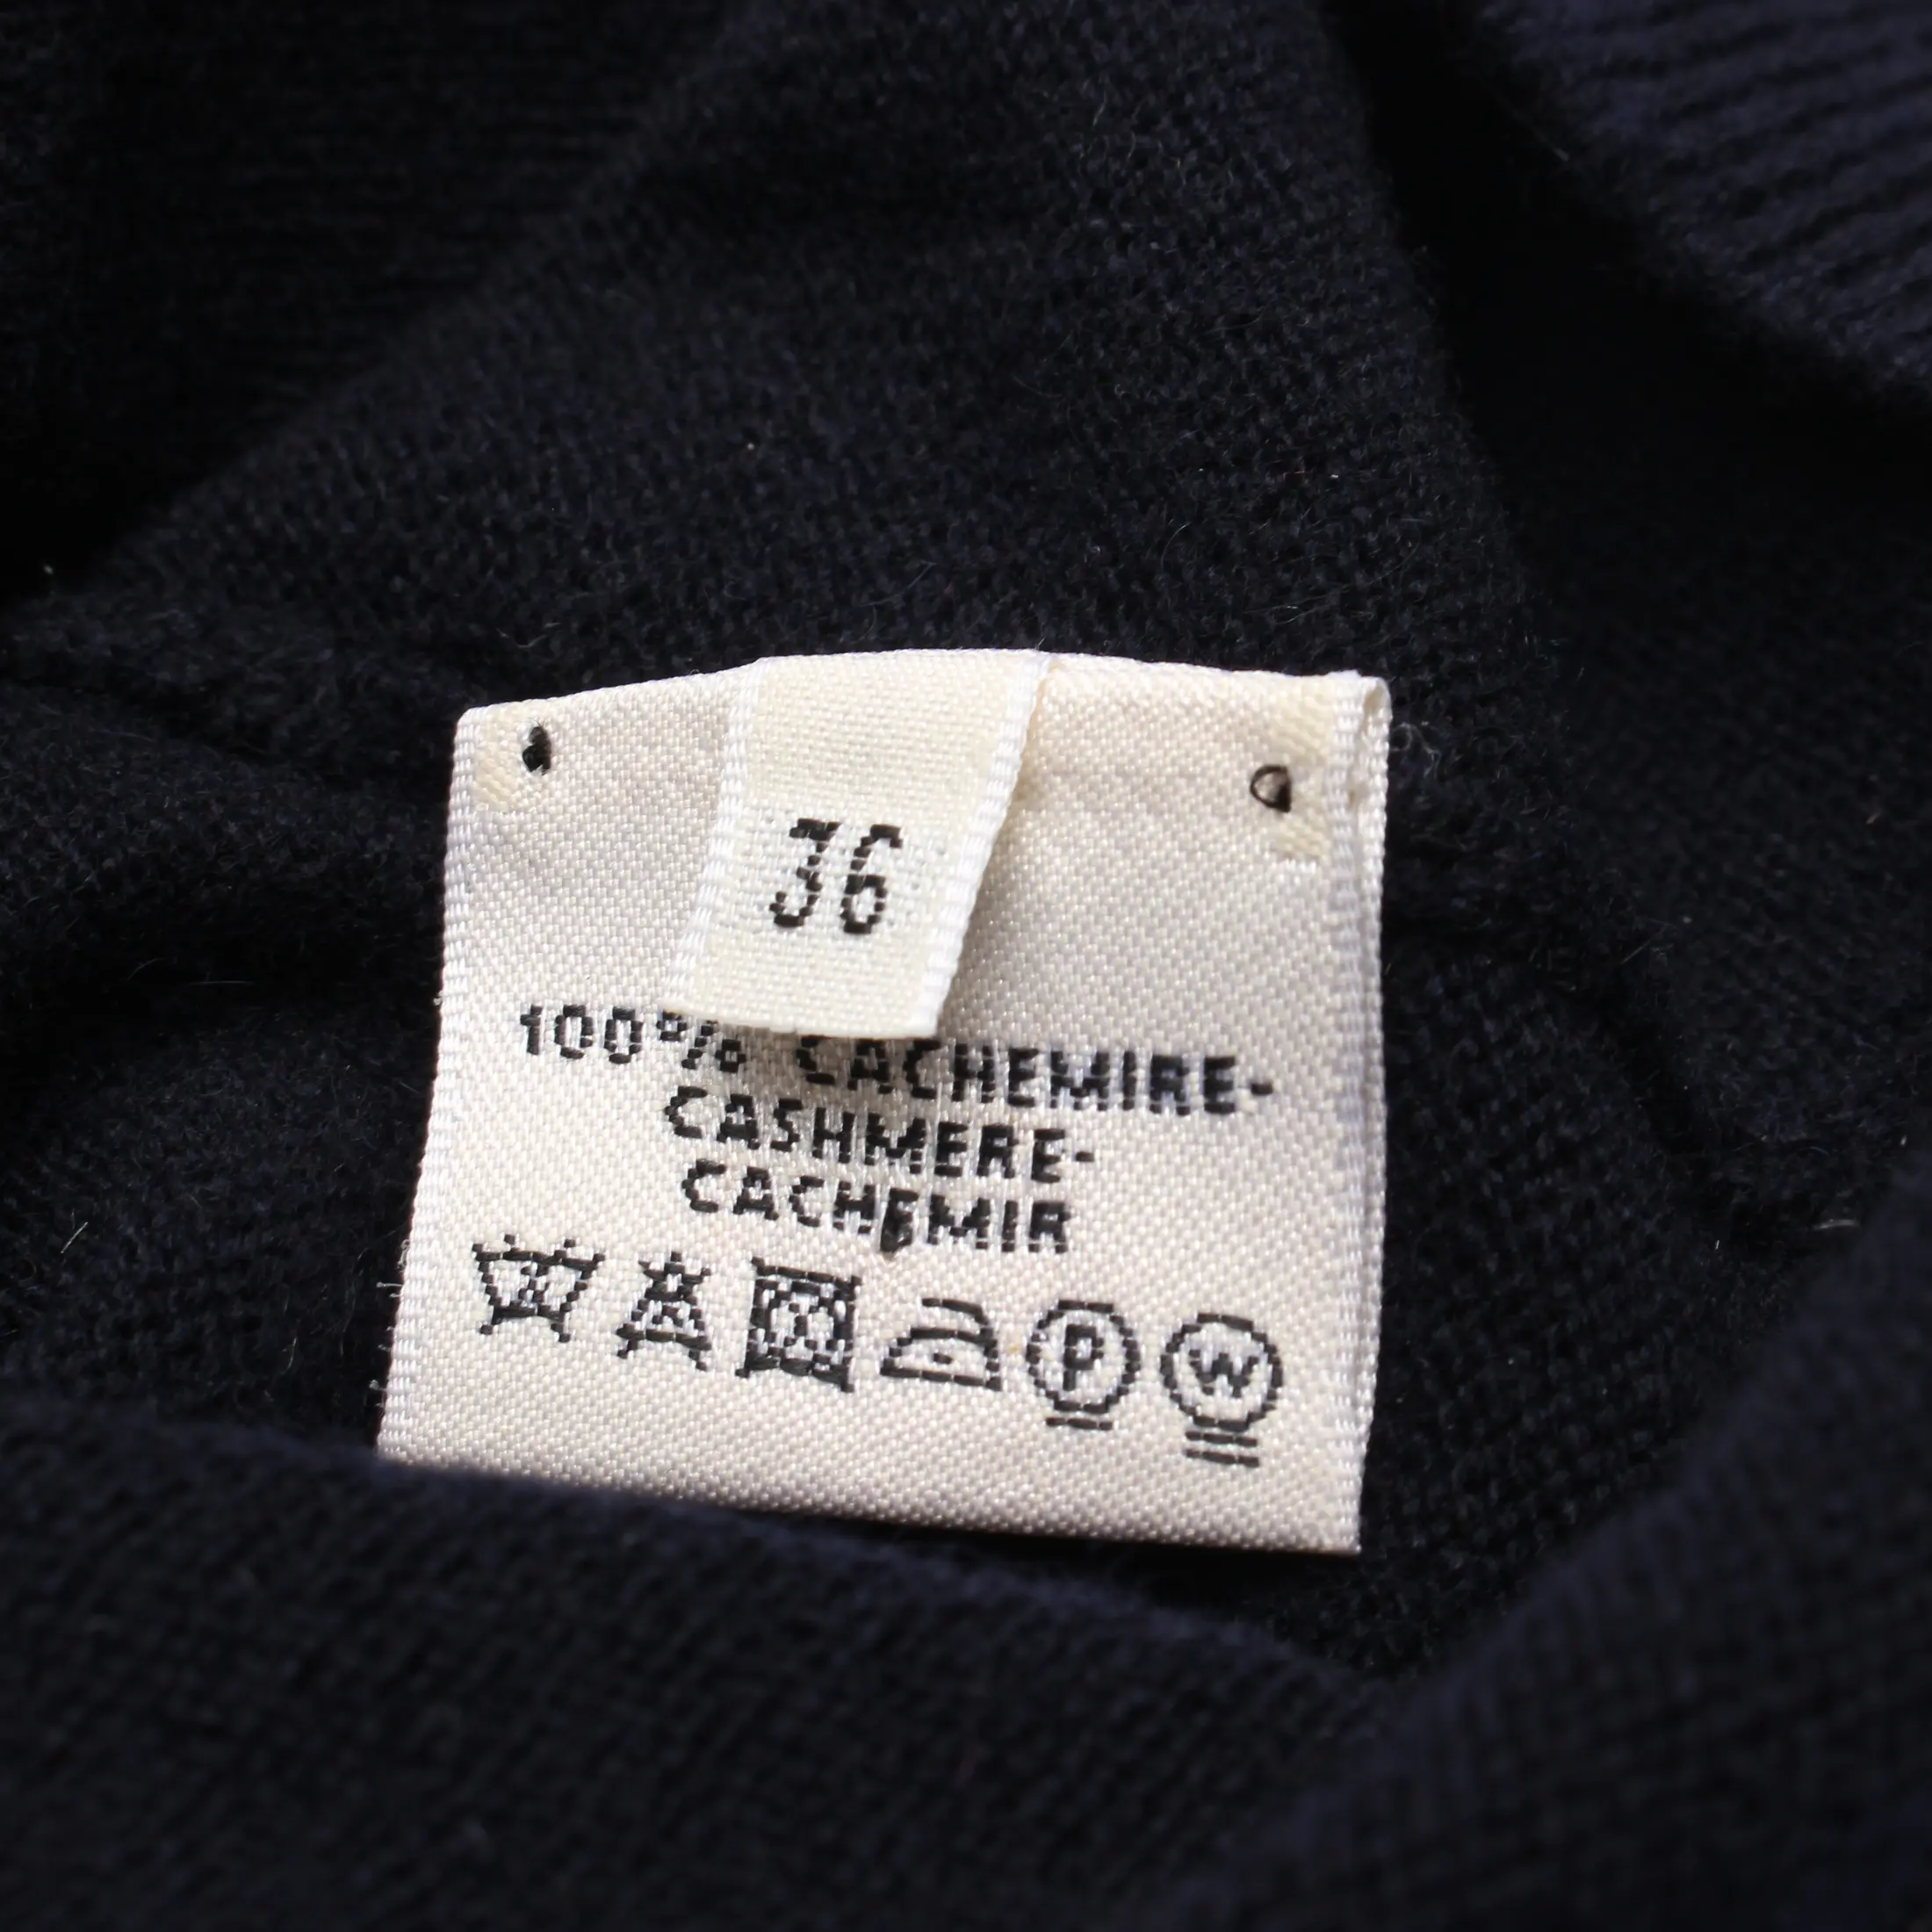 36
100% CACHEMIRE-
CASHMERE-
CACHEMIR
P W